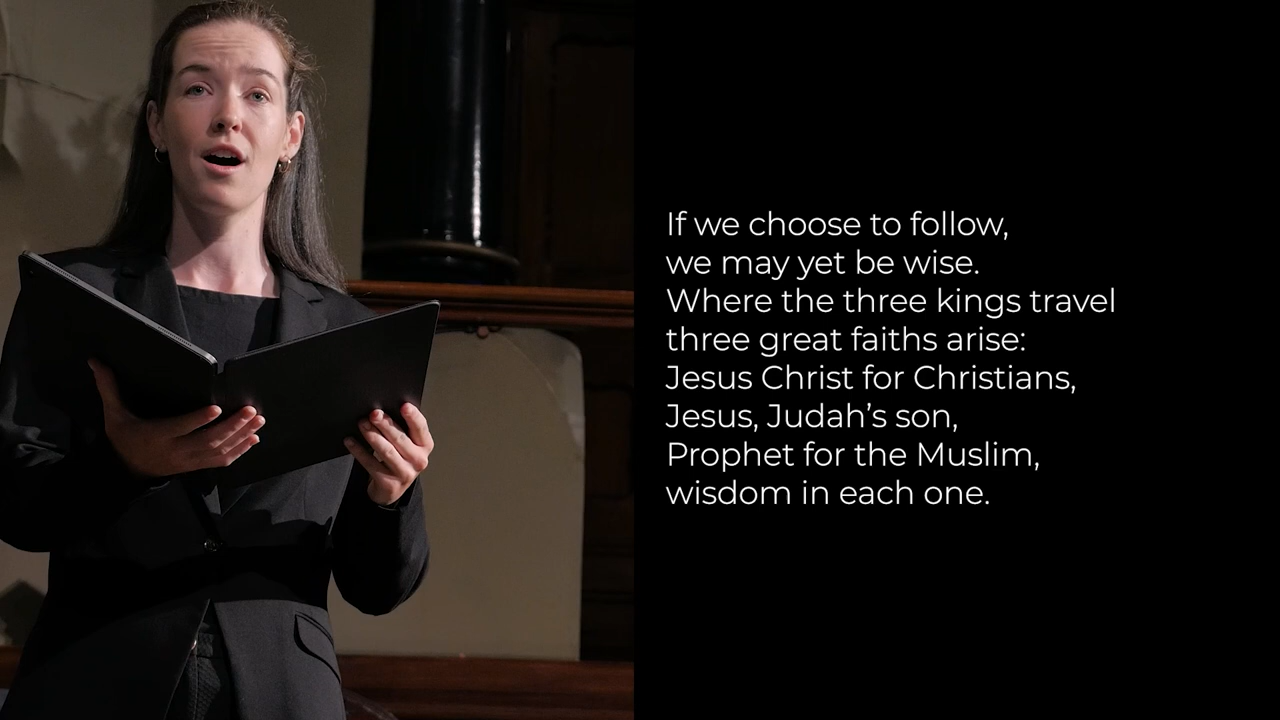 If we choose to follow,
we may yet be wise.
Where the three kings travel
three great faiths arise:
Jesus Christ for Christians,
Jesus, Judah’s son,
Prophet for the Muslim,
wisdom in each one.